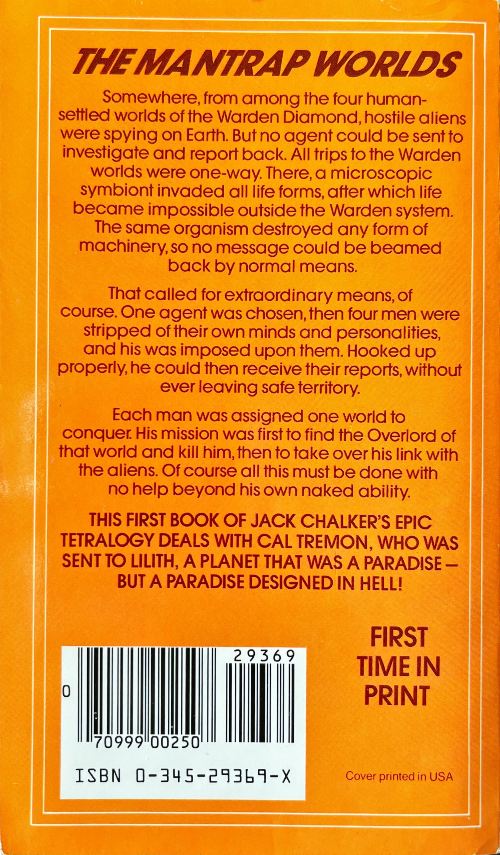 THE MANTRAP WORLDS
Somewhere, from among the four human-
settled worlds of the Warden Diamond, hostile aliens
were spying on Earth. But no agent could be sent to
investigate and report back. All trips to the Warden
worlds were one-way. There, a microscopic
symbiont invaded all life forms, after which life
became impossible outside the Warden system.
The same organism destroyed any form of
machinery, so no message could be beamed
back by normal means.
That called for extraordinary means, of
course. One agent was chosen, then four men were
stripped of their own minds and personalities,
and his was imposed upon them. Hooked up
properly, he could then receive their reports, without
ever leaving safe territory.
Each man was assigned one world to
conquer. His mission was first to find the Overlord of
that world and kill him, then to take over his link with
the aliens. Of course all this must be done with
no help beyond his own naked ability.
THIS FIRST BOOK OF JACK CHALKER'S EPIC
TETRALOGY DEALS WITH CAL TREMON, WHO WAS
SENT TO LILITH, A PLANET THAT WAS A PARADISE—
BUT A PARADISE DESIGNED IN HELL!
FIRST
TIME IN
PRINT
29369
0
70999 00250
ISBN 0-345-29369-X
Cover printed in USA